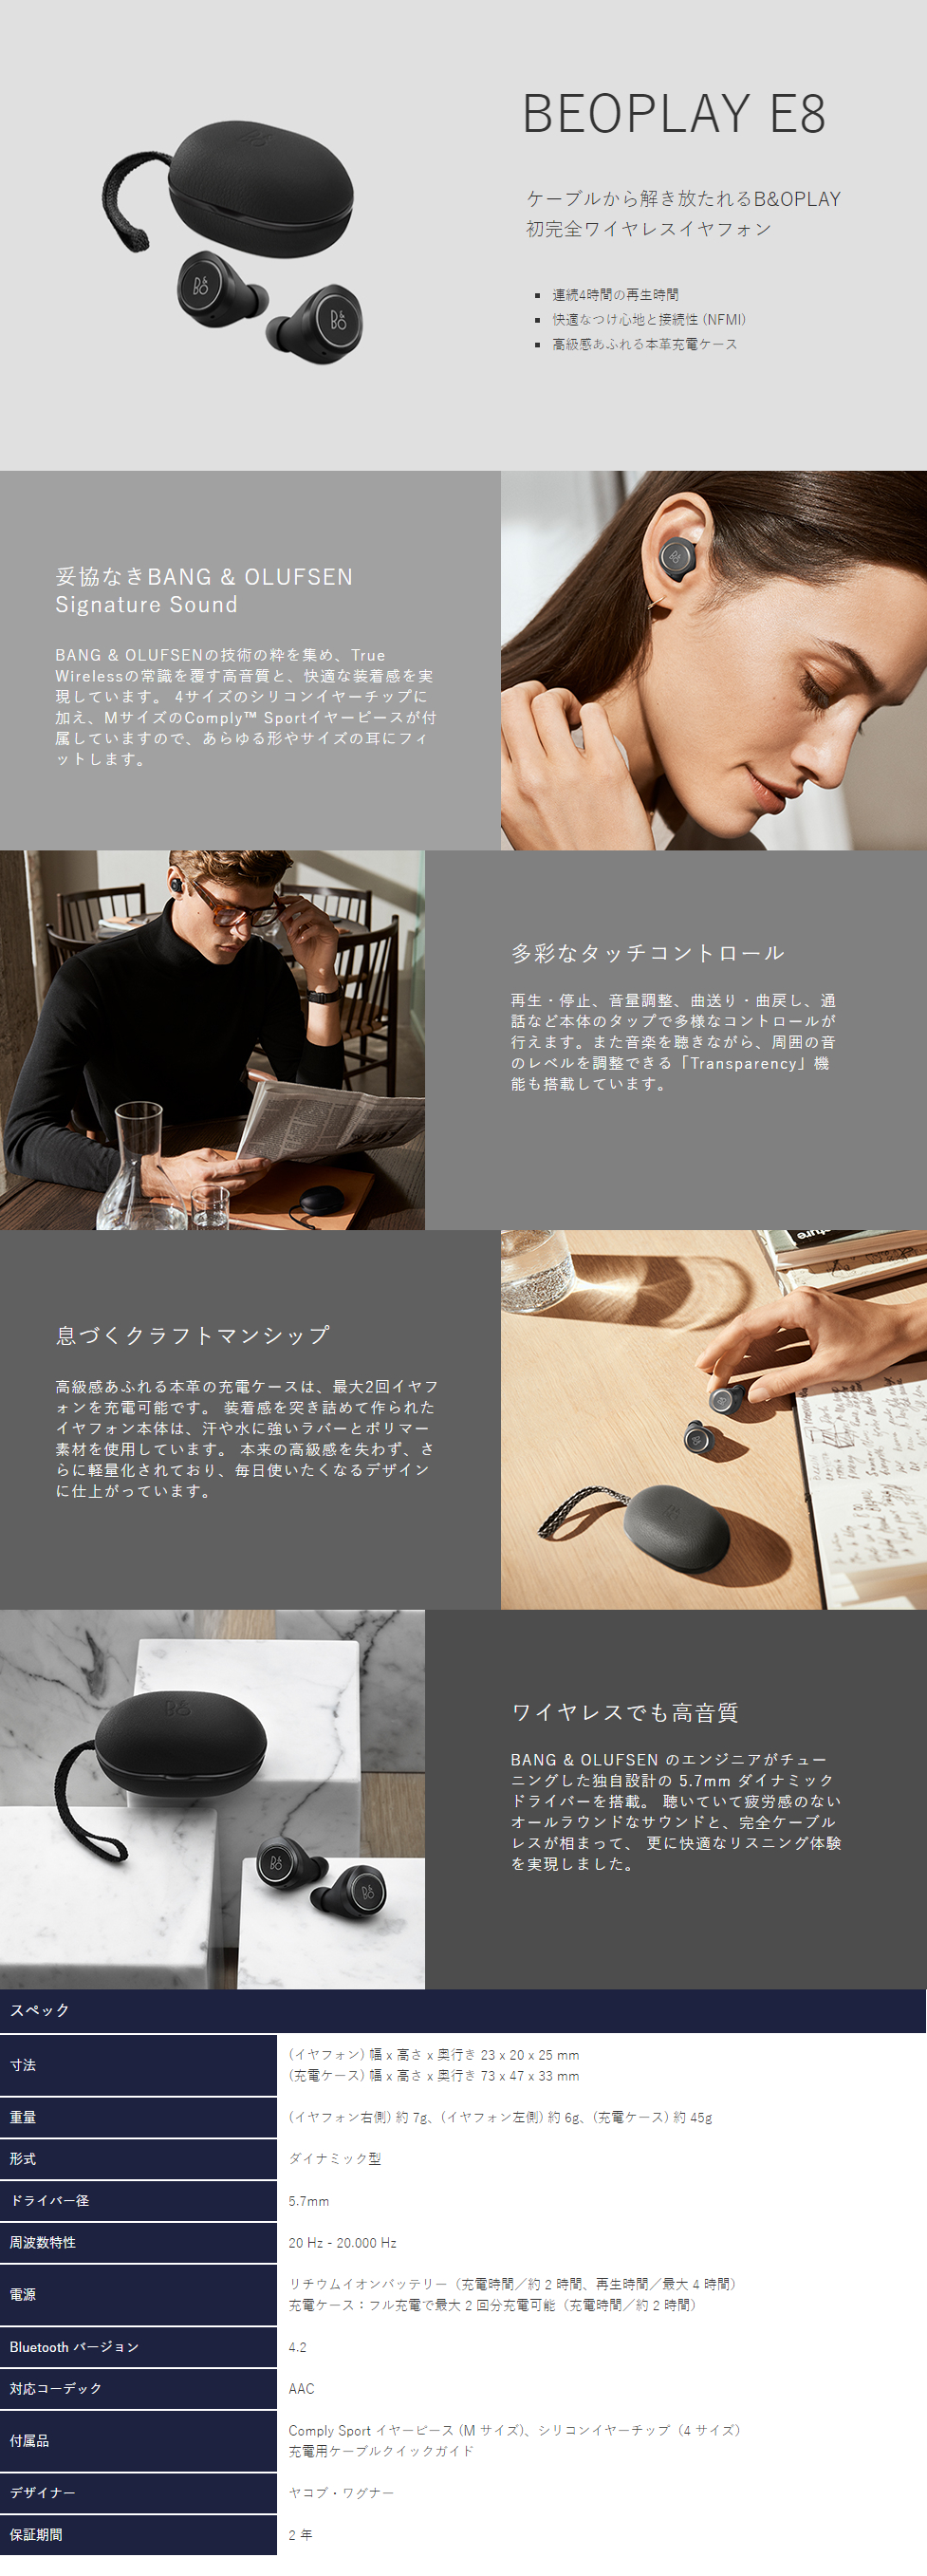 BEOPLAY E8
ケーブルから解き放たれるB&OPLAY
初完全ワイヤレスイヤフォン
連続4時間の再生時間
快適なつけ心地と接続性 (NFMI)
高級感あふれる本革充電ケース
B&O
B&O
B&O
妥協なきBANG & OLUFSEN
Signature Sound
BANG & OLUFSENの技術の粋を集め、True
Wirelessの常識を覆す高音質と、快適な装着感を実
現しています。 4サイズのシリコンイヤーチップに
加え、MサイズのComply™ Sportイヤーピースが付
属していますので、あらゆる形やサイズの耳にフィ
ットします。
多彩なタッチコントロール
再生・停止、音量調整、曲送り・曲戻し、通
話など本体のタップで多様なコントロールが
行えます。また音楽を聴きながら、周囲の音
のレベルを調整できる「Transparency」機
能も搭載しています。
息づくクラフトマンシップ
高級感あふれる本革の充電ケースは、最大2回イヤフ
ォンを充電可能です。 装着感を突き詰めて作られた
イヤフォン本体は、汗や水に強いラバーとポリマー
素材を使用しています。 本来の高級感を失わず、さ
らに軽量化されており、毎日使いたくなるデザイン
に仕上がっています。
ワイヤレスでも高音質
BANG & OLUFSEN のエンジニアがチュー
ニングした独自設計の 5.7mm ダイナミック
ドライバーを搭載。 聴いていて疲労感のない
オールラウンドなサウンドと、完全ケーブル
レスが相まって、 更に快適なリスニング体験
を実現しました。
B&O
B&O
B&O
スペック
寸法
(イヤフォン) 幅 x 高さ x 奥行き 23 x 20 x 25 mm
(充電ケース) 幅 x 高さ x 奥行き 73 x 47 x 33 mm
重量
(イヤフォン右側) 約 7g、(イヤフォン左側) 約 6g、(充電ケース) 約 45g
形式
ダイナミック型
ドライバー径
5.7mm
周波数特性
20 Hz - 20.000 Hz
電源
リチウムイオンバッテリー（充電時間／約 2 時間、再生時間／最大 4 時間）
充電ケース：フル充電で最大 2 回分充電可能（充電時間／約 2 時間）
Bluetooth バージョン
4.2
対応コーデック
AAC
付属品
Comply Sport イヤーピース (M サイズ)、シリコンイヤーチップ（4 サイズ）
充電用ケーブルクイックガイド
デザイナー
ヤコブ・ワグナー
保証期間
2 年